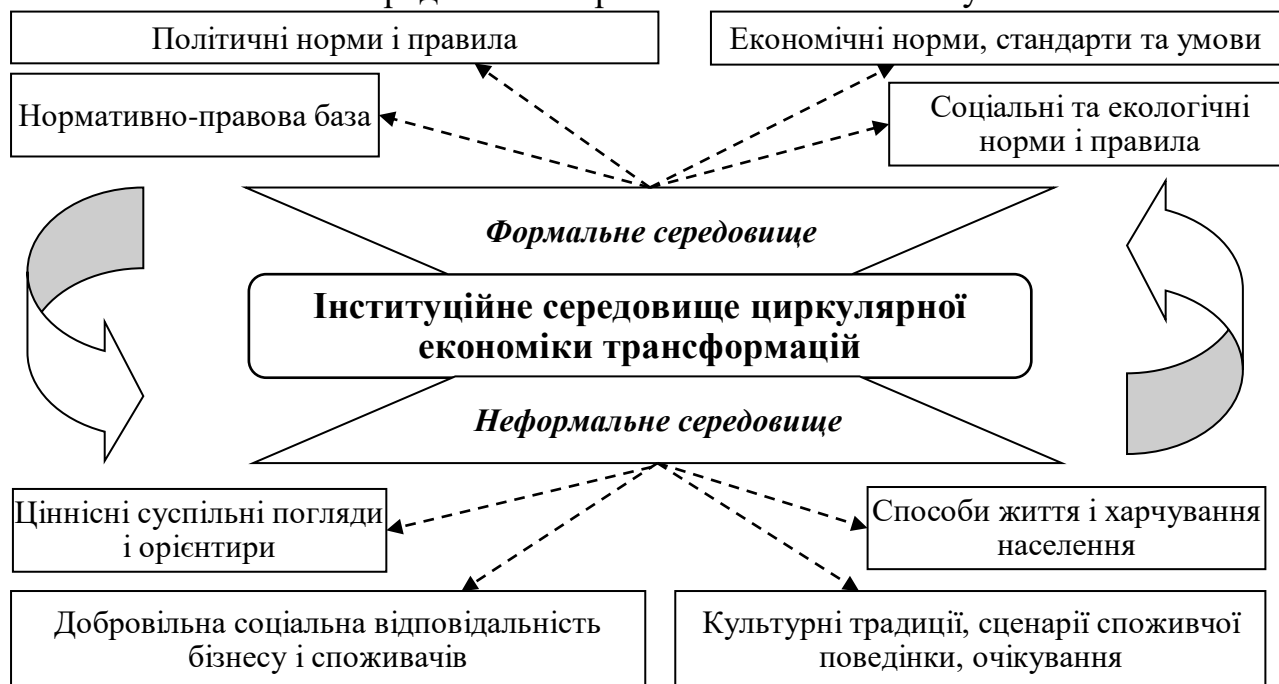 Політичні норми і правила
Економічні норми, стандарти та умови
Нормативно-правова база
Соціальні та екологічні
норми і правила
Формальне середовище
Інституційне середовище циркулярної
економіки трансформацій
Неформальне середовище
Ціннісні суспільні погляди
і орієнтири
Способи життя і харчування
населення
Добровільна соціальна відповідальність
бізнесу і споживачів
Культурні традиції, сценарії споживчої
поведінки, очікування